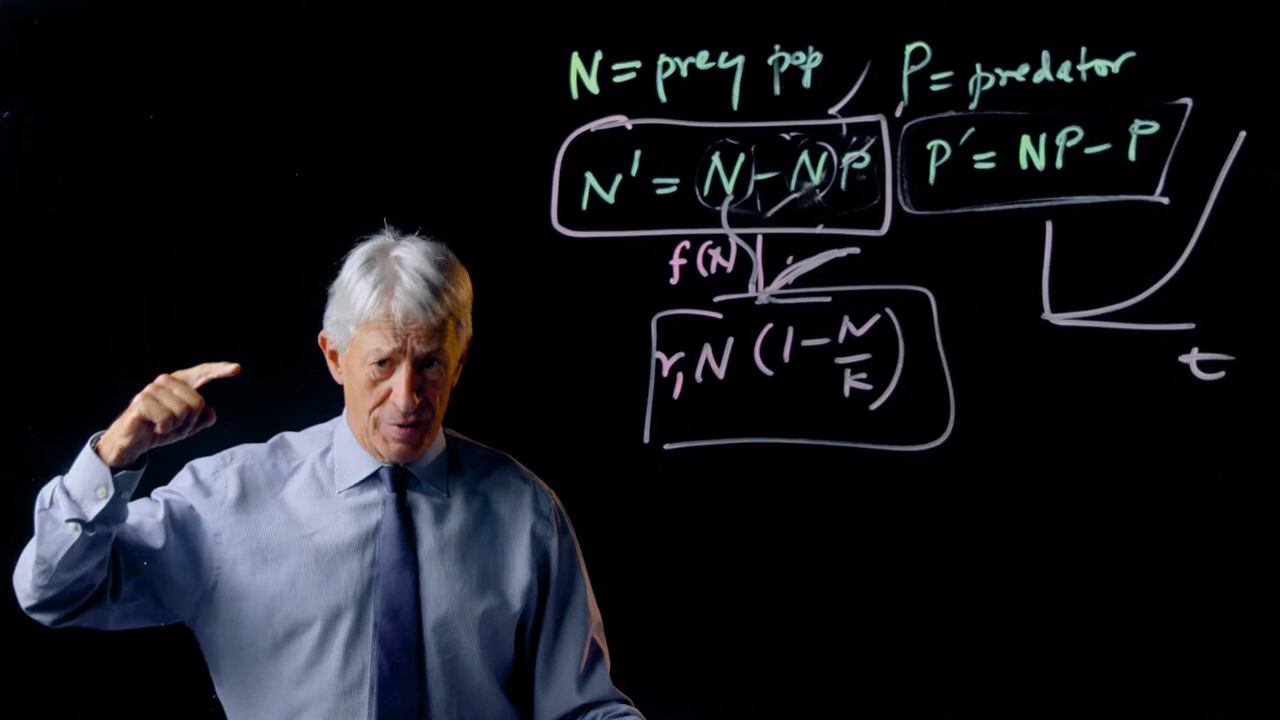 N = prey pop P = predator
N' = N - NP P' = NP - P
f(N)
r₁N (1 - N/K)
t